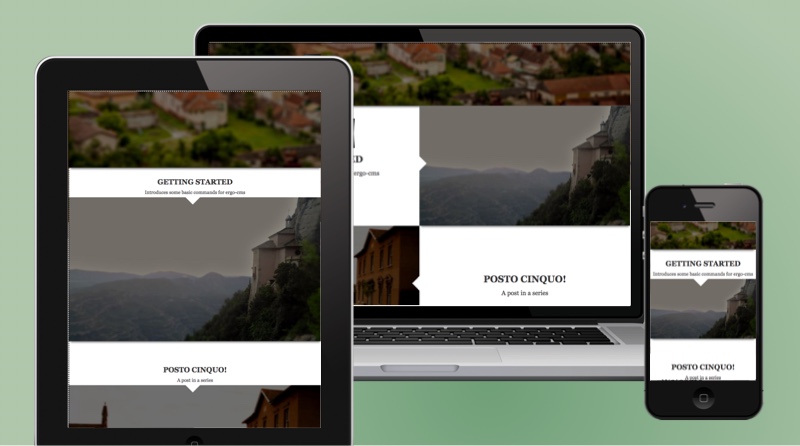 GETTING STARTED
Introduces some basic commands for ergo-cms
POSTO CINQUO!
A post in a series
ED
ergo-cms
POSTO CINQUO!
A post in a series
GETTING STARTED
Introduces some basic commands for ergo-cms
POSTO CINQUO!
A post in a series